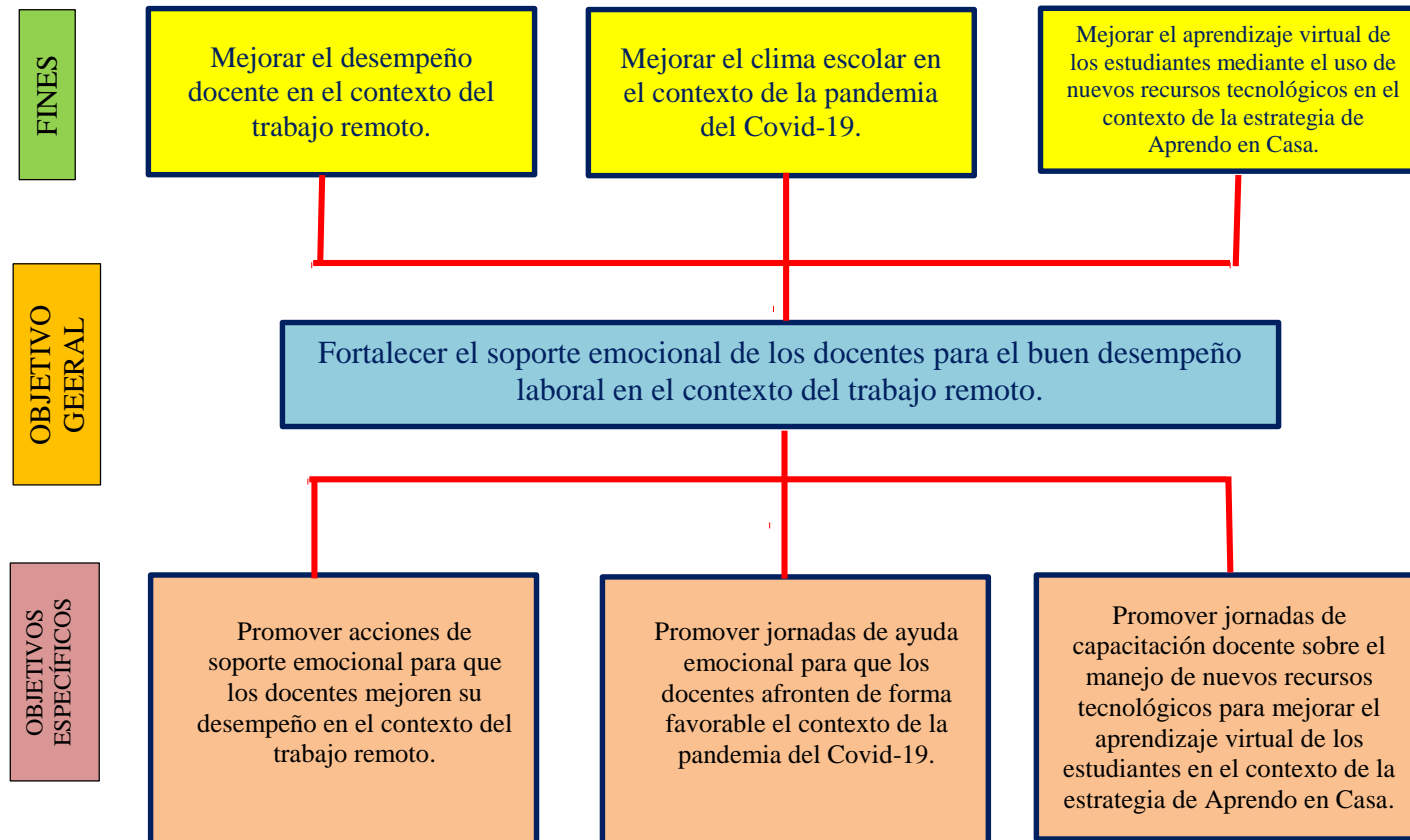 FINES
Mejorar el desempeño
docente en el contexto del
trabajo remoto.
Mejorar el clima escolar en
el contexto de la pandemia
del Covid-19.
Mejorar el aprendizaje virtual de
los estudiantes mediante el uso de
nuevos recursos tecnológicos en el
contexto de la estrategia de
Aprendo en Casa.
OBJETIVO
GEERAL
Fortalecer el soporte emocional de los docentes para el buen desempeño
laboral en el contexto del trabajo remoto.
OBJETIVOS
ESPECÍFICOS
Promover acciones de
soporte emocional para que
los docentes mejoren su
desempeño en el contexto del
trabajo remoto.
Promover jornadas de ayuda
emocional para que los
docentes afronten de forma
favorable el contexto de la
pandemia del Covid-19.
Promover jornadas de
capacitación docente sobre el
manejo de nuevos recursos
tecnológicos para mejorar el
aprendizaje virtual de los
estudiantes en el contexto de la
estrategia de Aprendo en Casa.